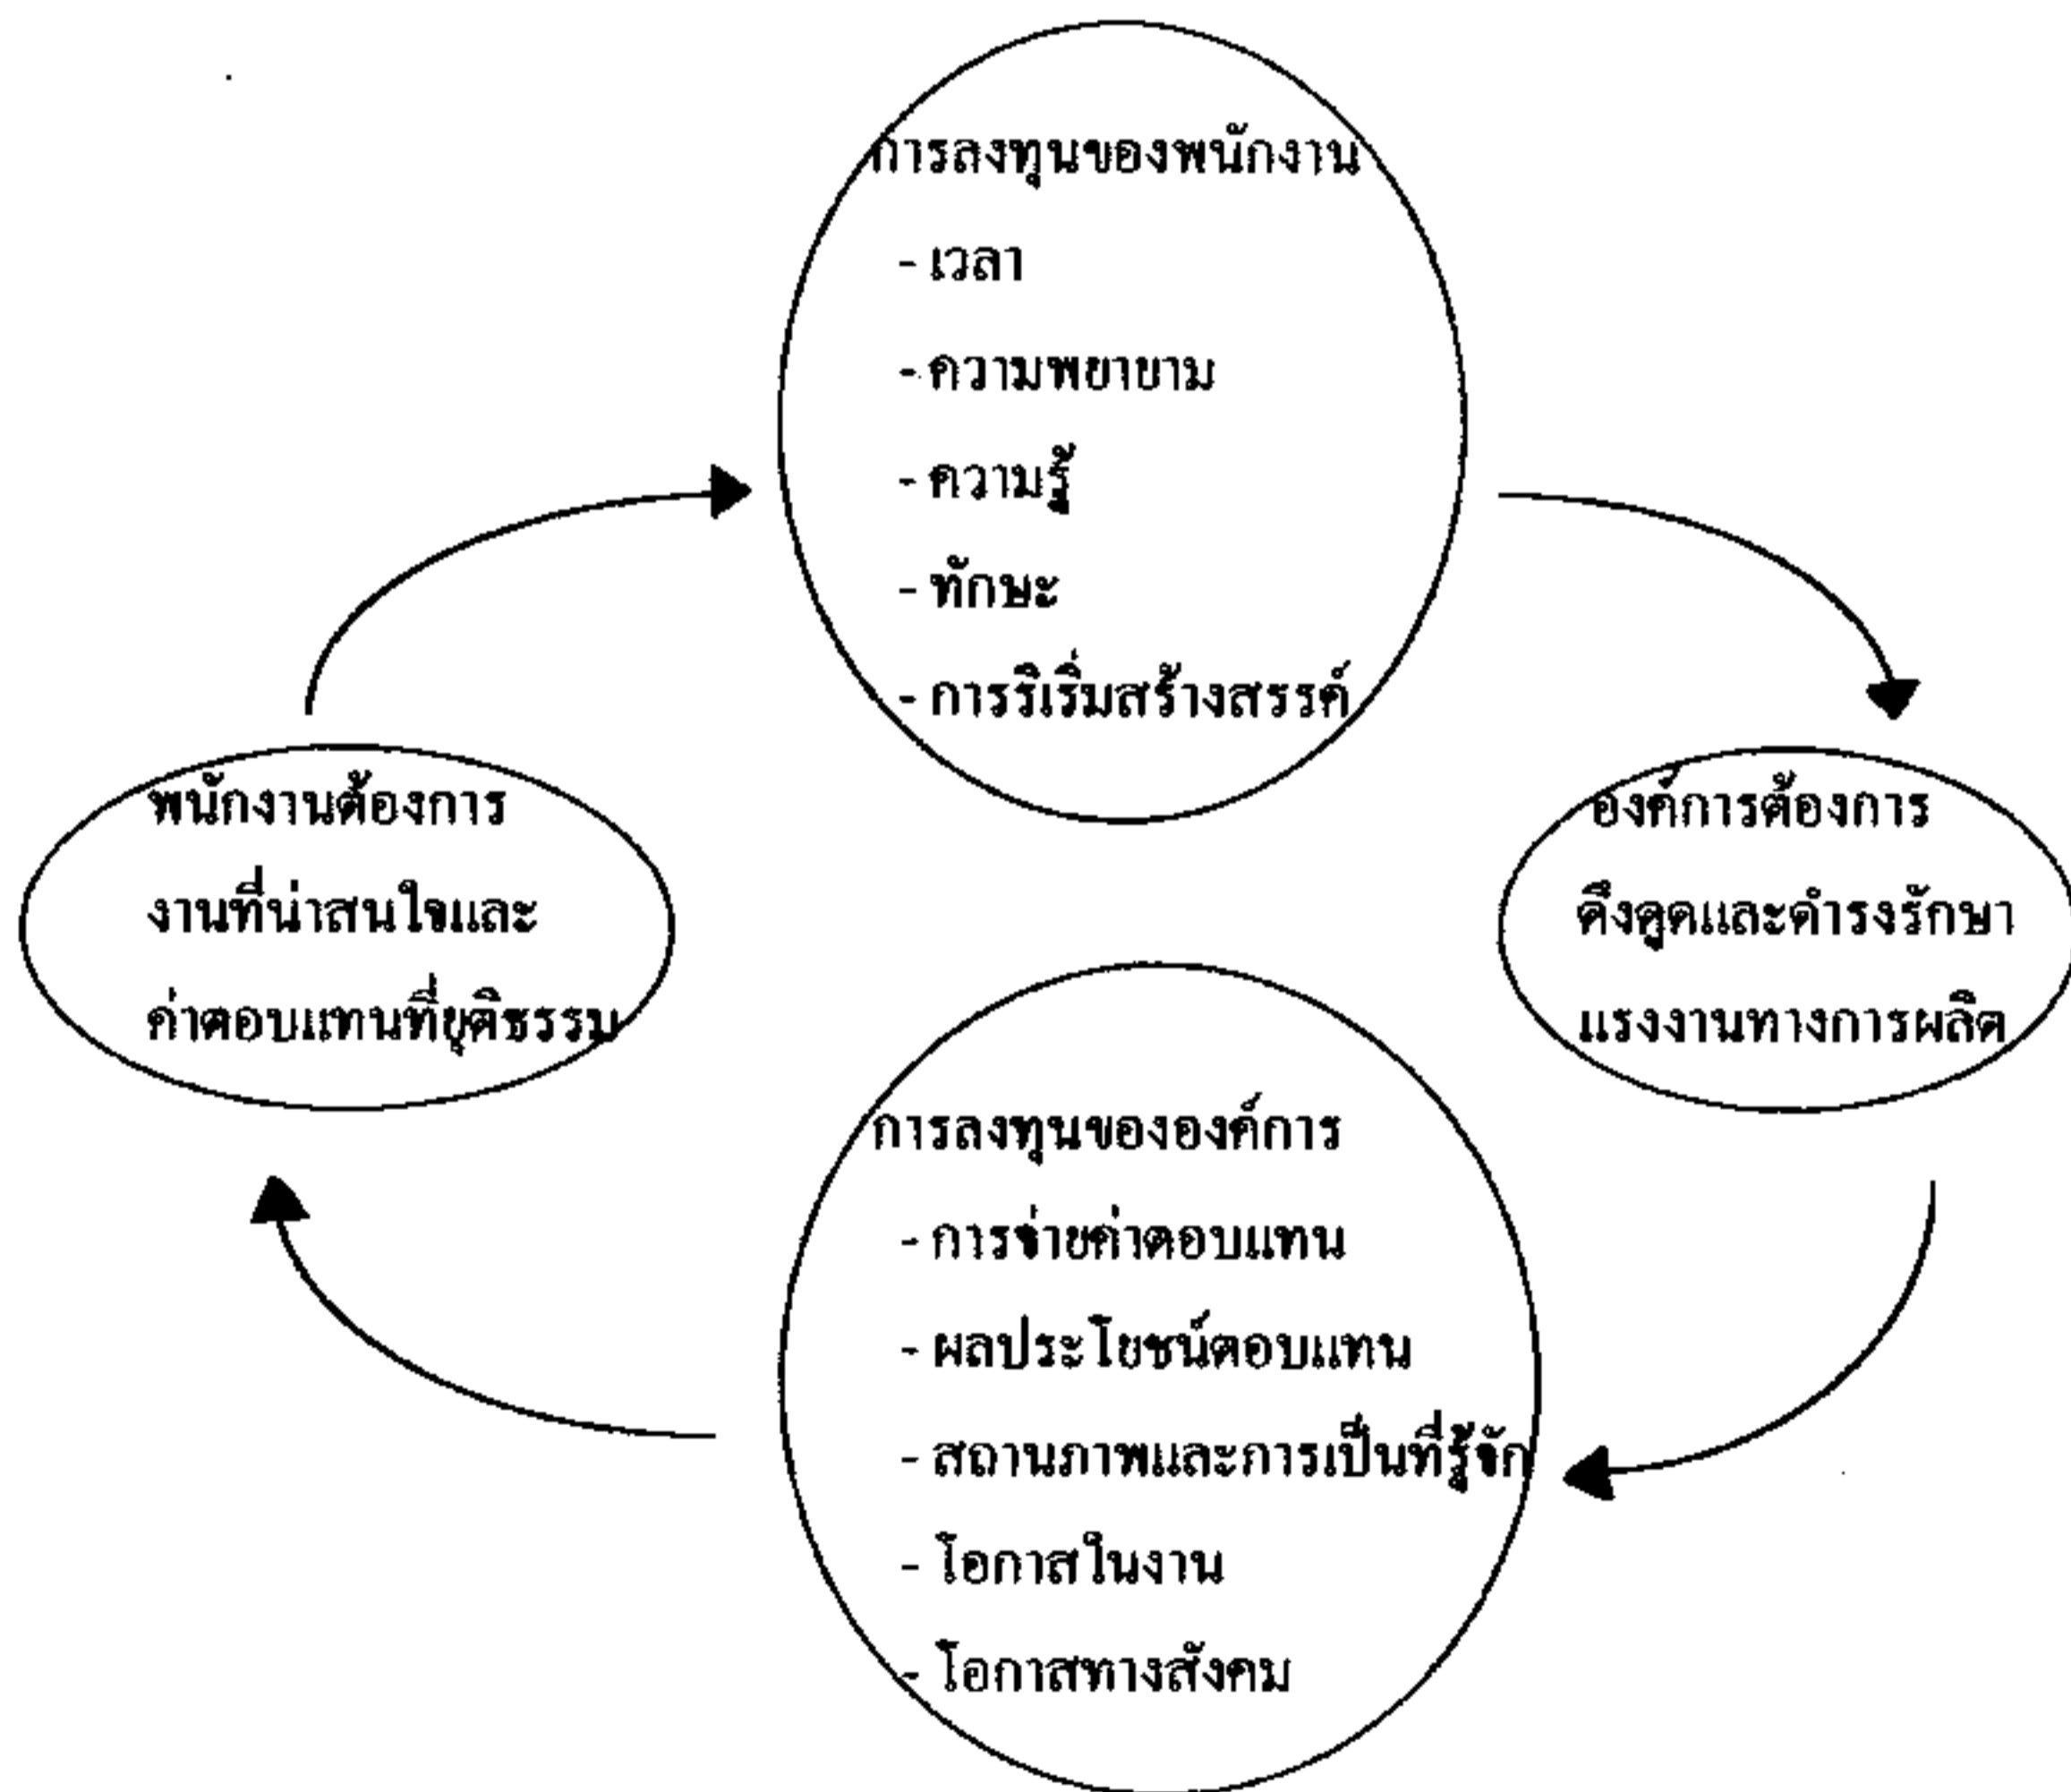 การลงทุนของพนักงาน
- เวลา
- ความพยายาม
- ความรู้
- ทักษะ
- การริเริ่มสร้างสรรค์
พนักงานต้องการ
งานที่น่าสนใจและ
ค่าตอบแทนที่ยุติธรรม
องค์การต้องการ
ดึงดูดและดำรงรักษา
แรงงานทางการผลิต
การลงทุนขององค์การ
- การจ่ายค่าตอบแทน
- ผลประโยชน์ตอบแทน
- สถานภาพและการเป็นที่รู้จัก
- โอกาสในงาน
- โอกาสทางสังคม